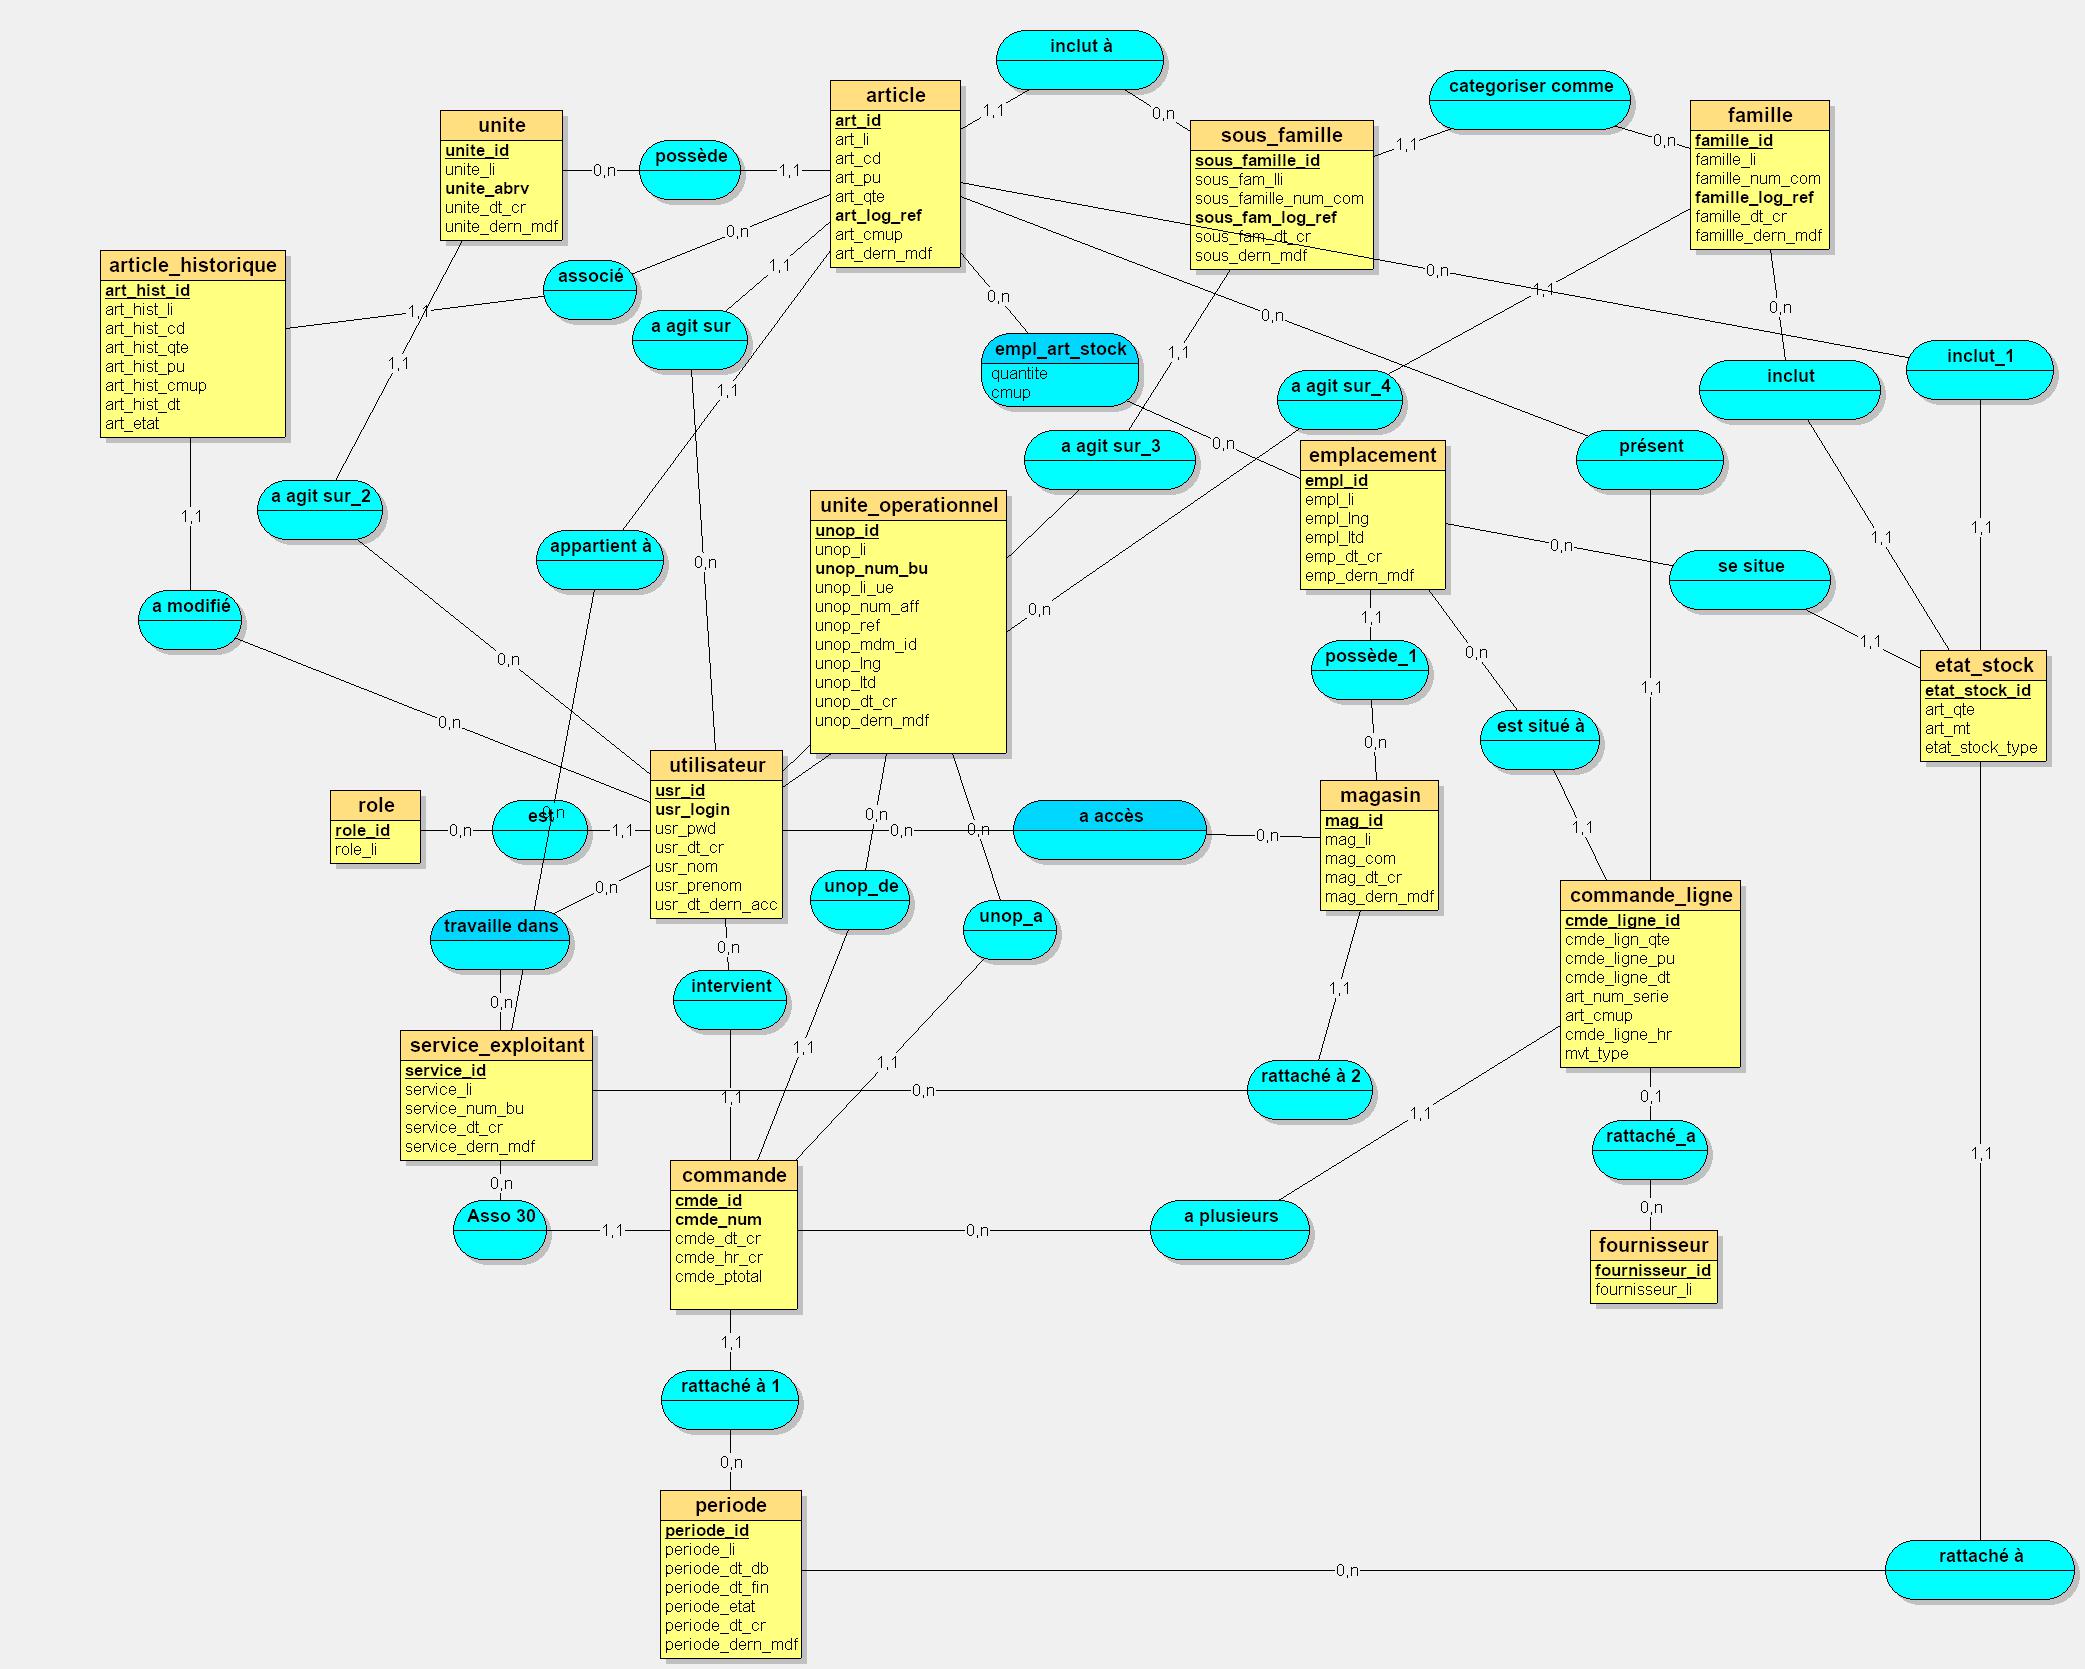 inclut à
categoriser comme
article
art_id
art_li
art_cd
art_pu
art_qte
art_log_ref
art_cmup
art_dern_mdf
1,1
0,n
unite
unite_id
unite_li
unite_abrv
unite_dt_cr
unite_dern_mdf
0,n
possède
1,1
sous_famille
sous_famille_id
sous_fam_lli
sous_famille_num_com
sous_fam_log_ref
sous_fam_dt_cr
sous_dern_mdf
1,1
0,n
famille
famille_id
famille_li
famille_num_com
famille_log_ref
famille_dt_cr
famillle_dern_mdf
article_historique
art_hist_id
art_hist_li
art_hist_cd
art_hist_qte
art_hist_pu
art_hist_cmup
art_hist_dt
art_etat
0,n
associé
1,1
1,1
a agit sur
0,n
empl_art_stock
quantite
cmup
0,n
0,n
1,1
0,n
inclut
inclut_1
1,1
1,1
1,1
a agit sur_4
a agit sur_3
0,n
présent
emplacement
empl_id
empl_li
empl_lng
empl_ltd
emp_dt_cr
emp_dern_mdf
1,1
a agit sur_2
unite_operationnel
unop_id
unop_li
unop_num_bu
unop_li_ue
unop_num_aff
unop_ref
unop_mdm_id
unop_lng
unop_ltd
unop_dt_cr
unop_dern_mdf
appartient à
0,n
0,n
se situe
1,1
1,1
a modifié
0,n
1,1
possède_1
0,n
1,1
etat_stock
etat_stock_id
art_qte
art_mt
etat_stock_type
0,n
0,n
1,1
est situé à
0,n
utilisateur
usr_id
usr_login
usr_pwd
usr_dt_cr
usr_nom
usr_prenom
usr_dt_dern_acc
role
role_id
role_li
0,n
est
0,n
1,1
0,n
0,n
0,n
a accès
0,n
magasin
mag_id
mag_li
mag_com
mag_dt_cr
mag_dern_mdf
1,1
0,n
unop_de
unop_a
travaille dans
commande_ligne
cmde_ligne_id
cmde_lign_qte
cmde_ligne_pu
cmde_ligne_dt
art_num_serie
art_cmup
cmde_ligne_hr
mvt_type
0,n
0,n
intervient
1,1
service_exploitant
service_id
service_li
service_num_bu
service_dt_cr
service_dern_mdf
1,1
1,1
1,1
0,n
rattaché à 2
1,1
0,1
rattaché_a
1,1
0,n
Asso 30
1,1
commande
cmde_id
cmde_num
cmde_dt_cr
cmde_hr_cr
cmde_ptotal
0,n
a plusieurs
0,n
fournisseur
fournisseur_id
fournisseur_li
1,1
rattaché à 1
0,n
periode
periode_id
periode_li
periode_dt_db
periode_dt_fin
periode_etat
periode_dt_cr
periode_dern_mdf
0,n
rattaché à